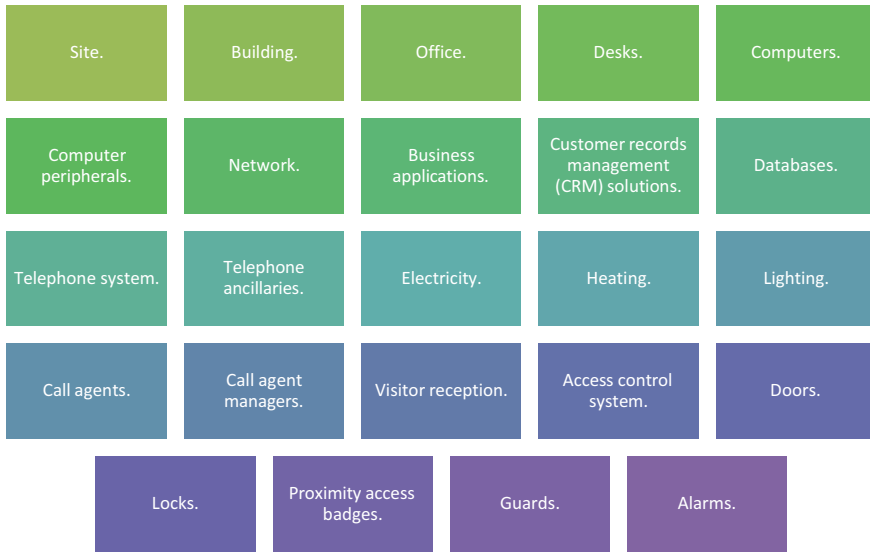 Site.
Building.
Office.
Desks.
Computers.
Computer
peripherals.
Network.
Business
applications.
Customer records
management
(CRM) solutions.
Databases.
Telephone system.
Telephone
ancillaries.
Electricity.
Heating.
Lighting.
Call agents.
Call agent
managers.
Visitor reception.
Access control
system.
Doors.
Locks.
Proximity access
badges.
Guards.
Alarms.